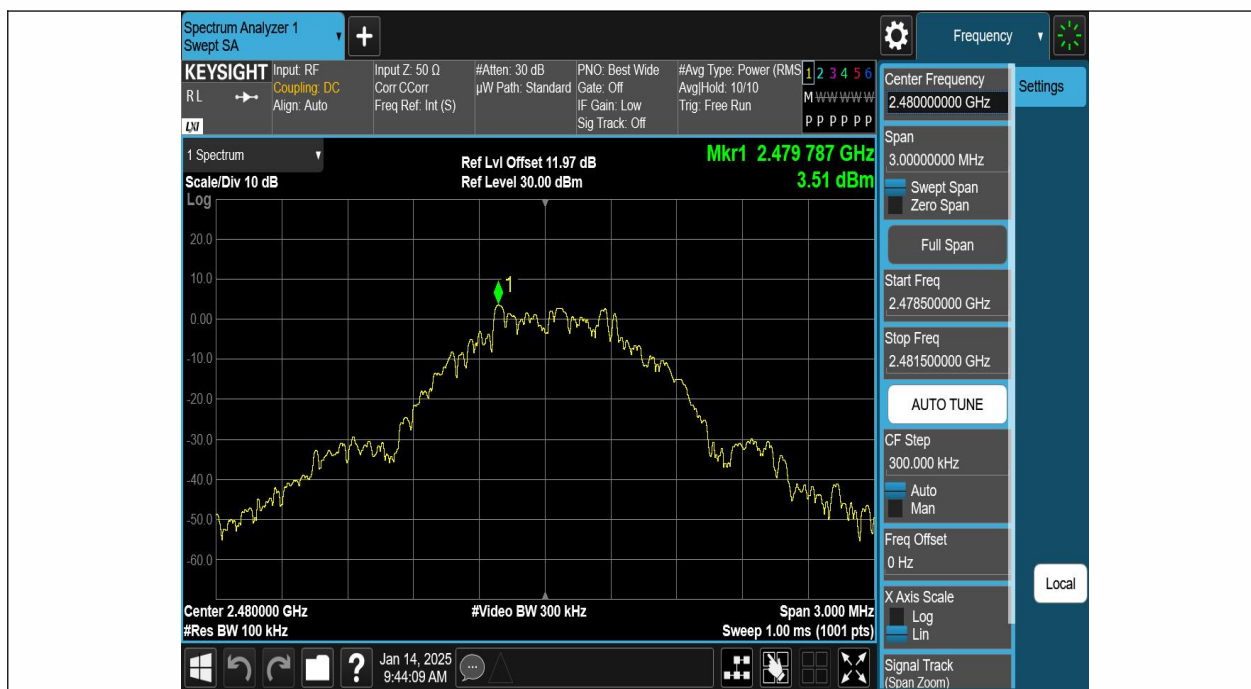 Spectrum Analyzer 1
Swept SA
+
Frequency
KEYSIGHT
RL
LXI
Input: RF
Coupling: DC
Align: Auto
Input Z: 50 Ω
Corr CCorr
Freq Ref: Int (S)
#Atten: 30 dB
µW Path: Standard
PNO: Best Wide
Gate: Off
IF Gain: Low
Sig Track: Off
#Avg Type: Power (RMS
Avg|Hold: 10/10
Trig: Free Run
1 2 3 4 5 6
M W W W W W
P P P P P P
1 Spectrum
Scale/Div 10 dB
Log
Ref Lvl Offset 11.97 dB
Ref Level 30.00 dBm
Mkr1 2.479 787 GHz
3.51 dBm
20.0
10.0
0.00
-10.0
-20.0
-30.0
-40.0
-50.0
-60.0
1
Center 2.480000 GHz
#Res BW 100 kHz
#Video BW 300 kHz
Span 3.000 MHz
Sweep 1.00 ms (1001 pts)
?
Jan 14, 2025
9:44:09 AM
Center Frequency
2.480000000 GHz
Span
3.00000000 MHz
Swept Span
Zero Span
Full Span
Start Freq
2.478500000 GHz
Stop Freq
2.481500000 GHz
AUTO TUNE
CF Step
300.000 kHz
Auto
Man
Freq Offset
0 Hz
X Axis Scale
Log
Lin
Signal Track
(Span Zoom)
Settings
Local